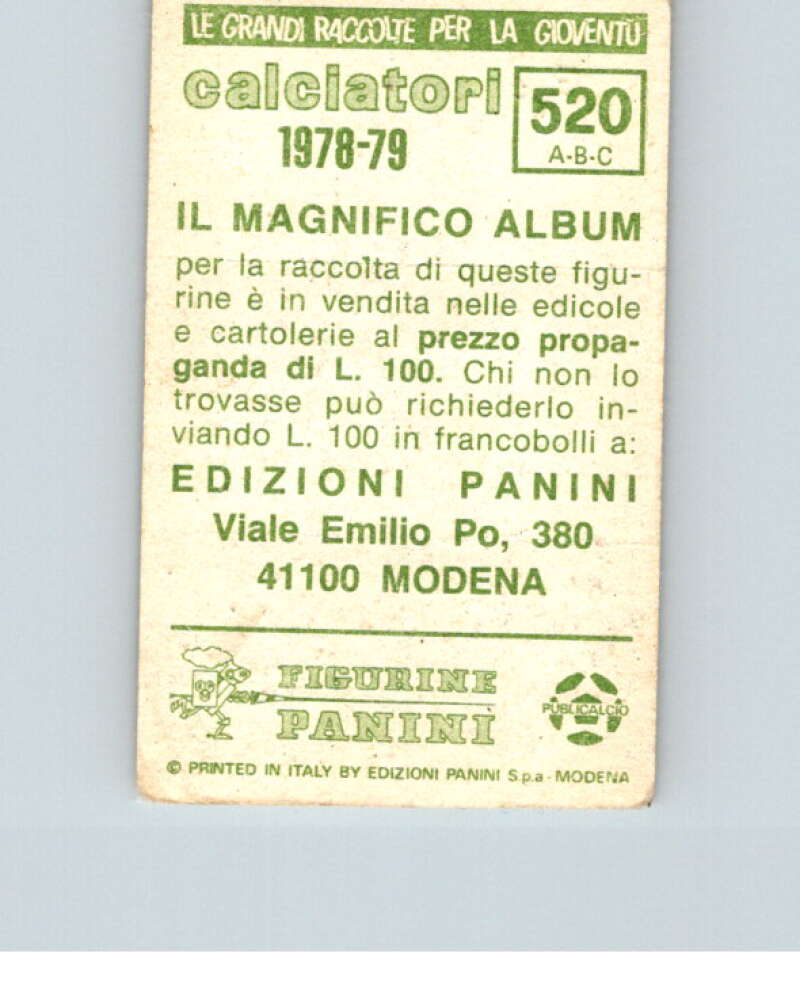 LE GRANDI RACCOLTE PER LA GIOVENTÙ
calciatori
1978-79
520
A-B-C
IL MAGNIFICO ALBUM
per la raccolta di queste figu-
rine è in vendita nelle edicole
e cartolerie al prezzo propa-
ganda di L. 100. Chi non lo
trovasse può richiederlo in-
viando L. 100 in francobolli a:
EDIZIONI PANINI
Viale Emilio Po, 380
41100 MODENA
FIGURINE
PANINI
PUBLICALCIO
© PRINTED IN ITALY BY EDIZIONI PANINI S.p.a - MODENA